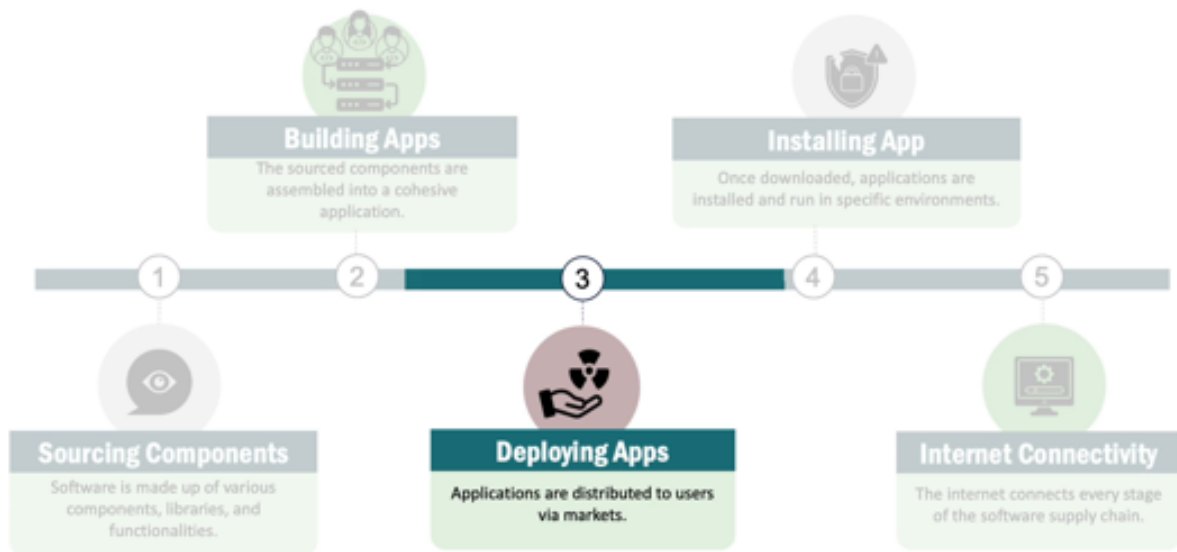 Building Apps
The sourced components are
assembled into a cohesive
application.
Installing App
Once downloaded, applications are
installed and run in specific environments.
1
2
3
4
5
Sourcing Components
Software is made up of various
components, libraries, and
functionalities.
Deploying Apps
Applications are distributed to users
via markets.
Internet Connectivity
The internet connects every stage
of the software supply chain.